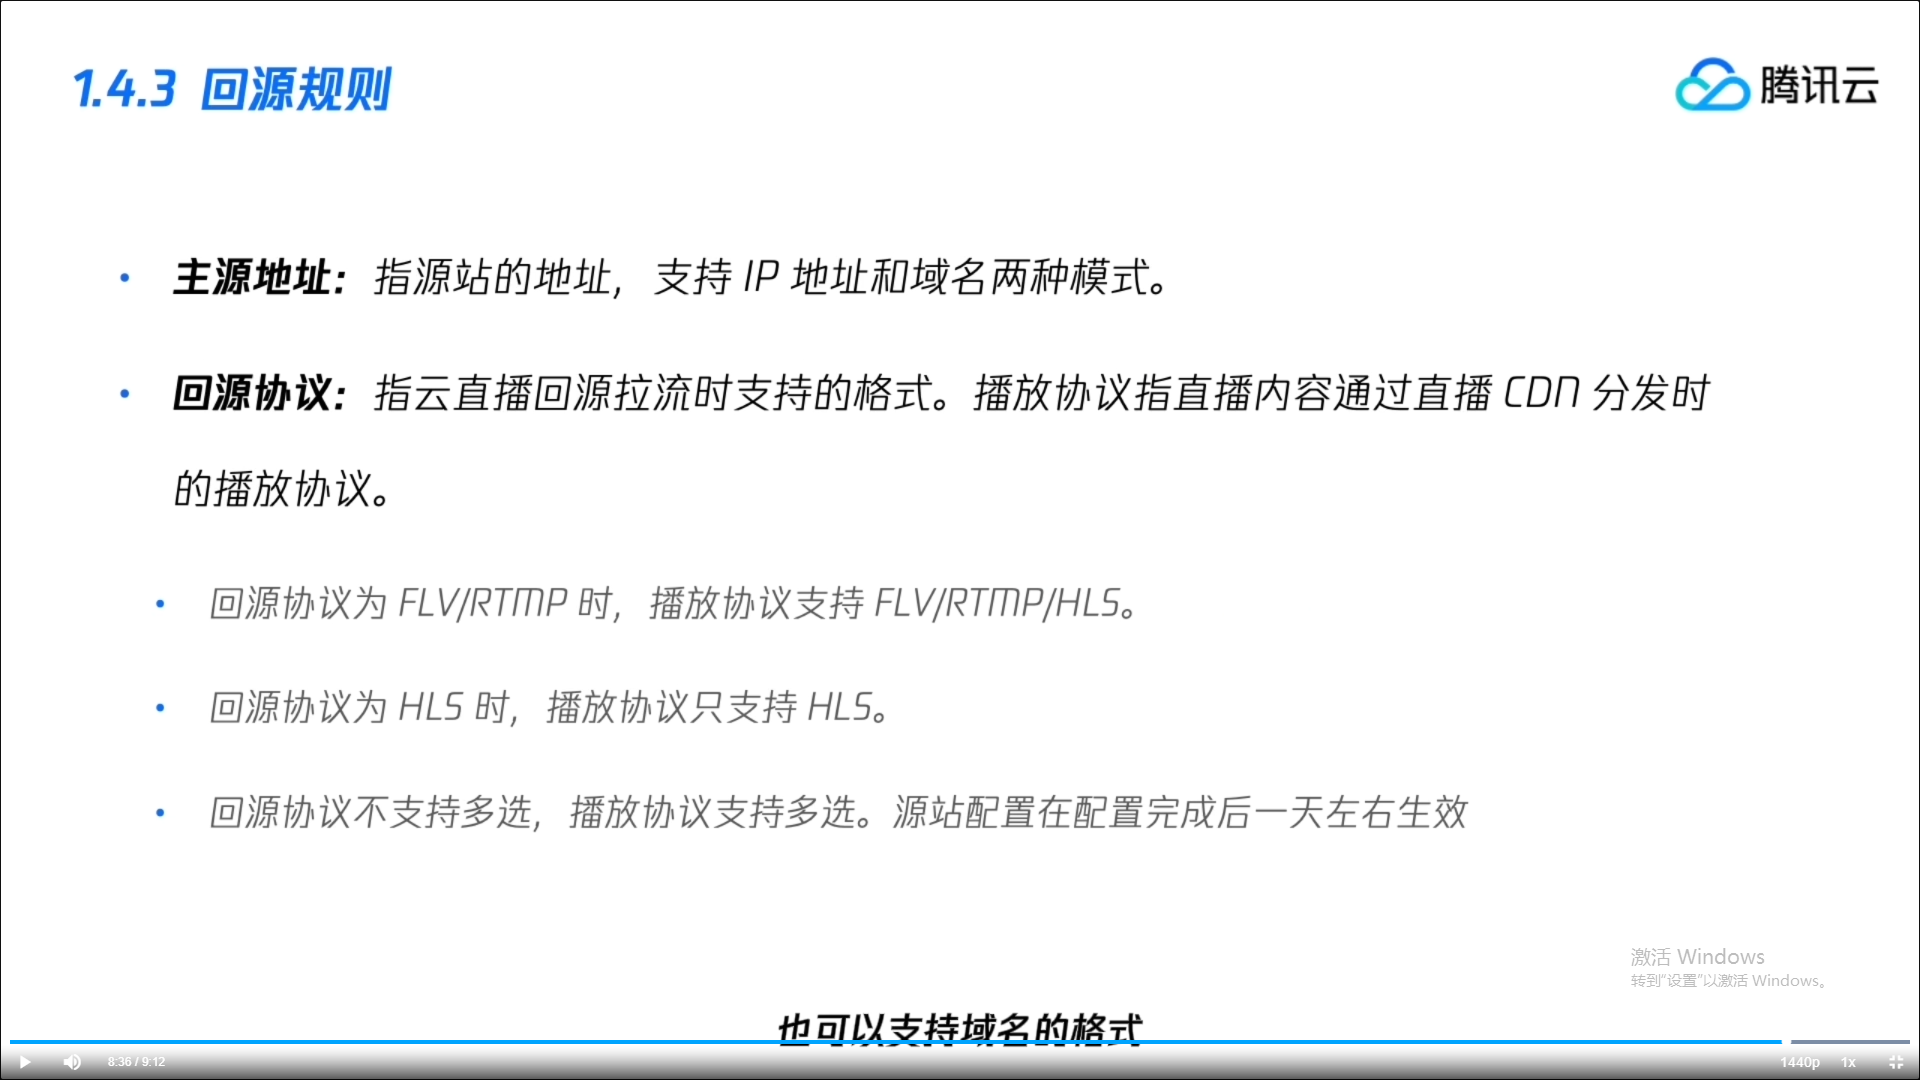 1.4.3 回源规则
腾讯云
主源地址：指源站的地址，支持 IP 地址和域名两种模式。
回源协议：指云直播回源拉流时支持的格式。播放协议指直播内容通过直播 CDN 分发时
的播放协议。
回源协议为 FLV/RTMP 时，播放协议支持 FLV/RTMP/HLS。
回源协议为 HLS 时，播放协议只支持 HLS。
回源协议不支持多选，播放协议支持多选。源站配置在配置完成后一天左右生效
激活 Windows
转到“设置”以激活 Windows。
也可以支持域名的格式
8:36 / 9:12
1440p
1x